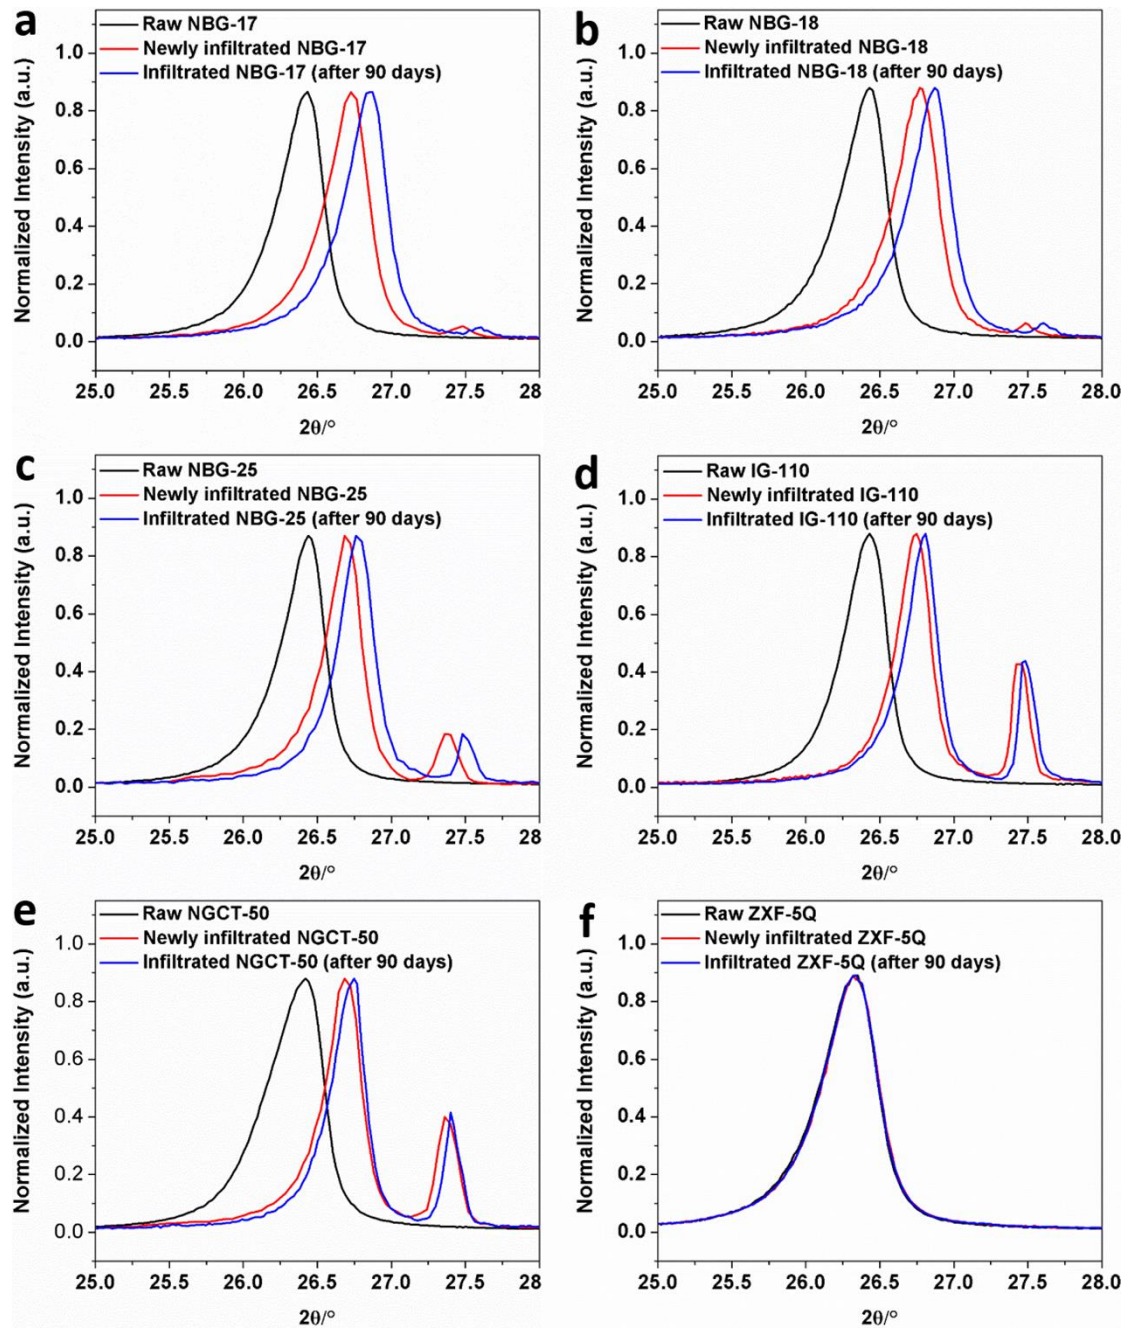 a
Raw NBG-17
Newly infiltrated NBG-17
Infiltrated NBG-17 (after 90 days)
Normalized Intensity (a.u.)
1.0
0.8
0.6
0.4
0.2
0.0
25.0 25.5 26.0 26.5 27.0 27.5 28
2θ/°
b
Raw NBG-18
Newly infiltrated NBG-18
Infiltrated NBG-18 (after 90 days)
Normalized Intensity (a.u.)
1.0
0.8
0.6
0.4
0.2
0.0
25.0 25.5 26.0 26.5 27.0 27.5 28.0
2θ/°
c
Raw NBG-25
Newly infiltrated NBG-25
Infiltrated NBG-25 (after 90 days)
Normalized Intensity (a.u.)
1.0
0.8
0.6
0.4
0.2
0.0
25.0 25.5 26.0 26.5 27.0 27.5 28
2θ/°
d
Raw IG-110
Newly infiltrated IG-110
Infiltrated IG-110 (after 90 days)
Normalized Intensity (a.u.)
1.0
0.8
0.6
0.4
0.2
0.0
25.0 25.5 26.0 26.5 27.0 27.5 28.0
2θ/°
e
Raw NGCT-50
Newly infiltrated NGCT-50
Infiltrated NGCT-50 (after 90 days)
Normalized Intensity (a.u.)
1.0
0.8
0.6
0.4
0.2
0.0
25.0 25.5 26.0 26.5 27.0 27.5 28
2θ/°
f
Raw ZXF-5Q
Newly infiltrated ZXF-5Q
Infiltrated ZXF-5Q (after 90 days)
Normalized Intensity (a.u.)
1.0
0.8
0.6
0.4
0.2
0.0
25.0 25.5 26.0 26.5 27.0 27.5 28.0
2θ/°